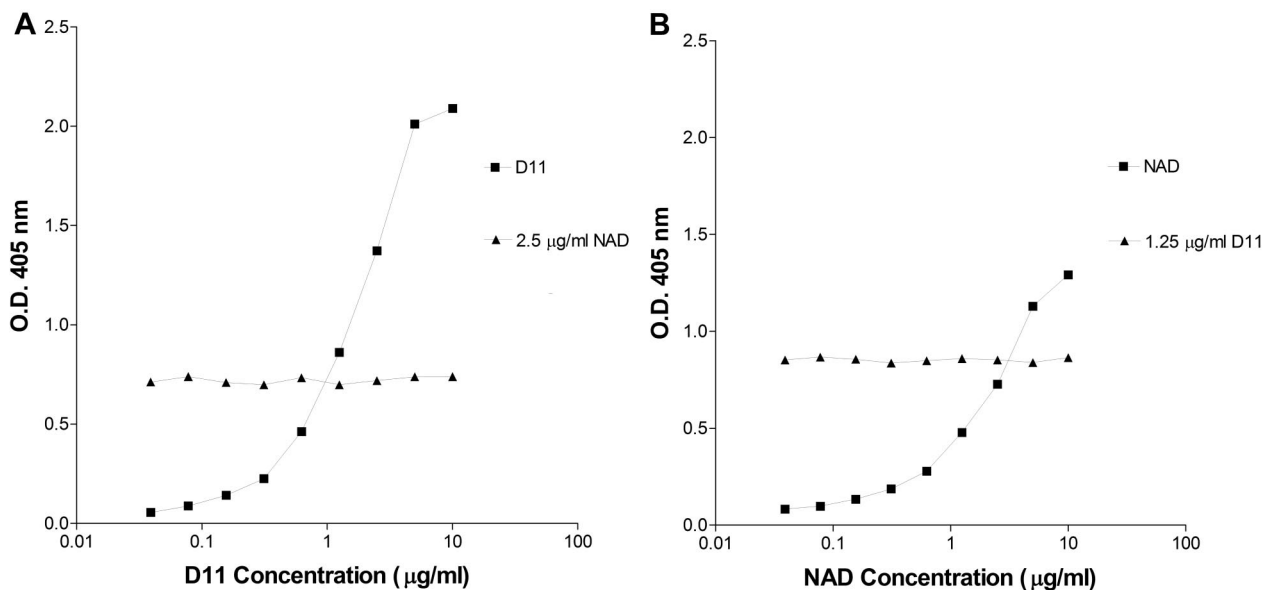 A
2.5
2.0
1.5
1.0
0.5
0.0
O.D. 405 nm
0.01
0.1
1
10
100
D11 Concentration (μg/ml)
D11
2.5 μg/ml NAD
B
2.5
2.0
1.5
1.0
0.5
0.0
O.D. 405 nm
0.01
0.1
1
10
100
NAD Concentration (μg/ml)
NAD
1.25 μg/ml D11